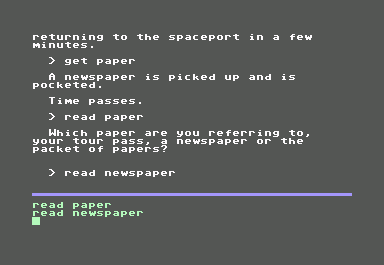 returning to the spaceport in a few
minutes.
> get paper
A newspaper is picked up and is
pocketed.
Time passes.
> read paper
Which paper are you referring to,
your tour pass, a newspaper or the
packet of papers?
> read newspaper
read paper
read newspaper